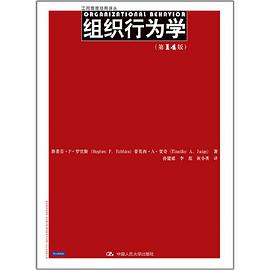 工商管理经典译丛
ORGANIZATIONAL BEHAVIOR
组织行为学
(第14版)
斯蒂芬·P·罗宾斯 (Stephen P. Robbins) 蒂莫西·A·贾奇 (Timothy A. Judge) 著
孙健敏 李 原 黄小勇 译
中国人民大学出版社